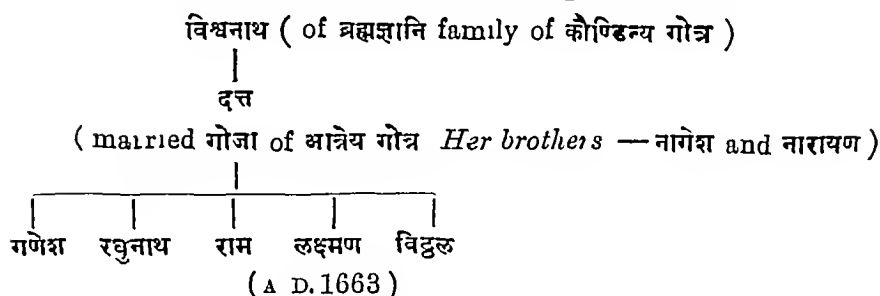 विश्वनाथ ( of ब्रह्मज्ञानि family of कौण्डिन्य गोत्र )
दत्त
( married गोजा of आत्रेय गोत्र Her brothers — नागेश and नारायण )
गणेश रघुनाथ राम लक्ष्मण विट्ठल
( A D. 1663 )